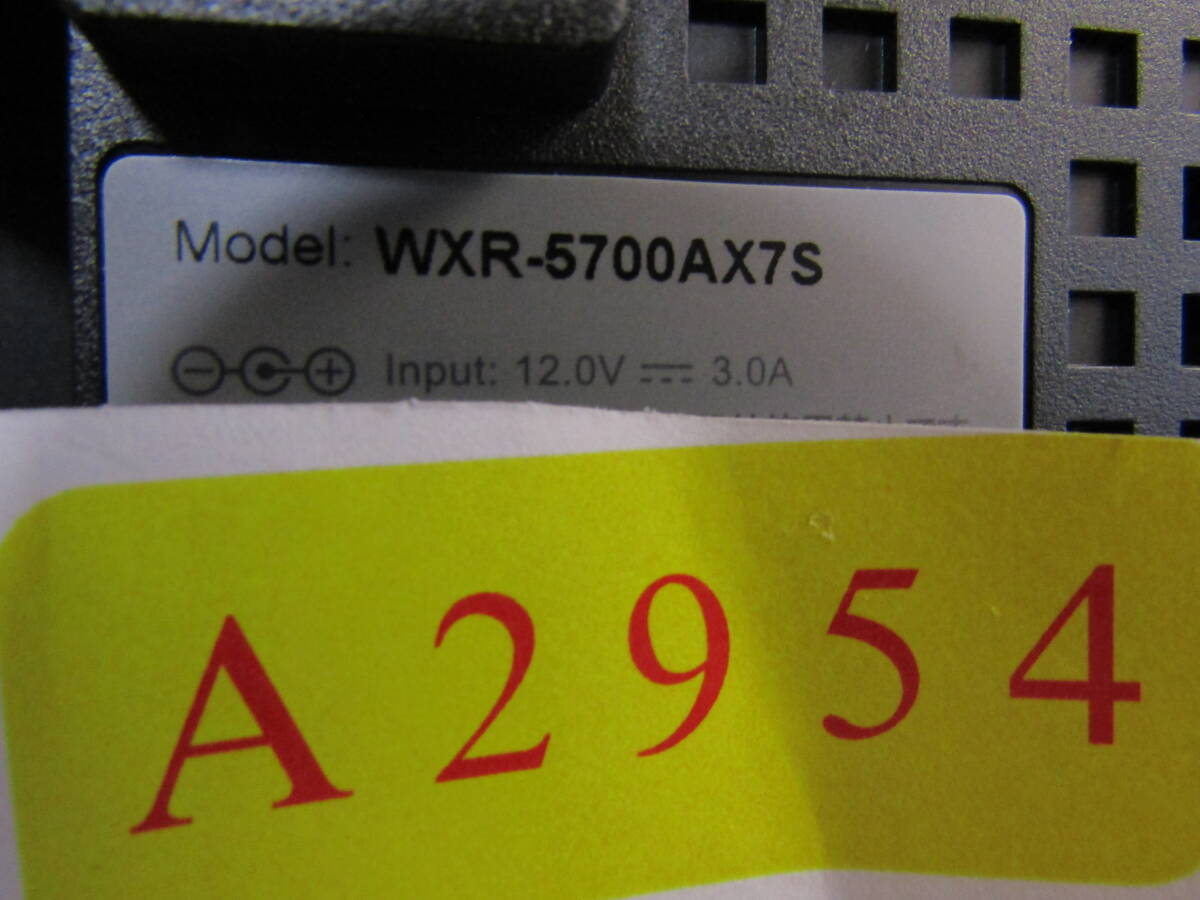 Model: WXR-5700AX7S
Input: 12.0V ⎓ 3.0A
A2954